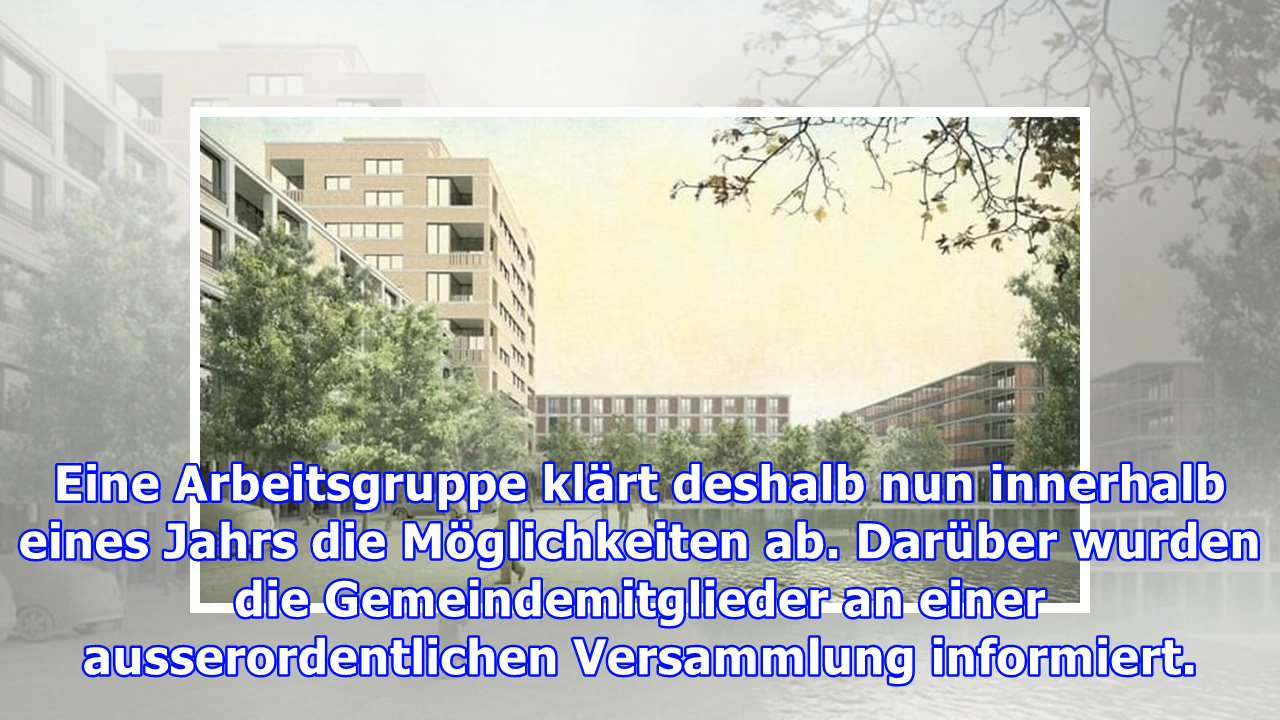 Eine Arbeitsgruppe klärt deshalb nun innerhalb
eines Jahrs die Möglichkeiten ab. Darüber wurden
die Gemeindemitglieder an einer
ausserordentlichen Versammlung informiert.